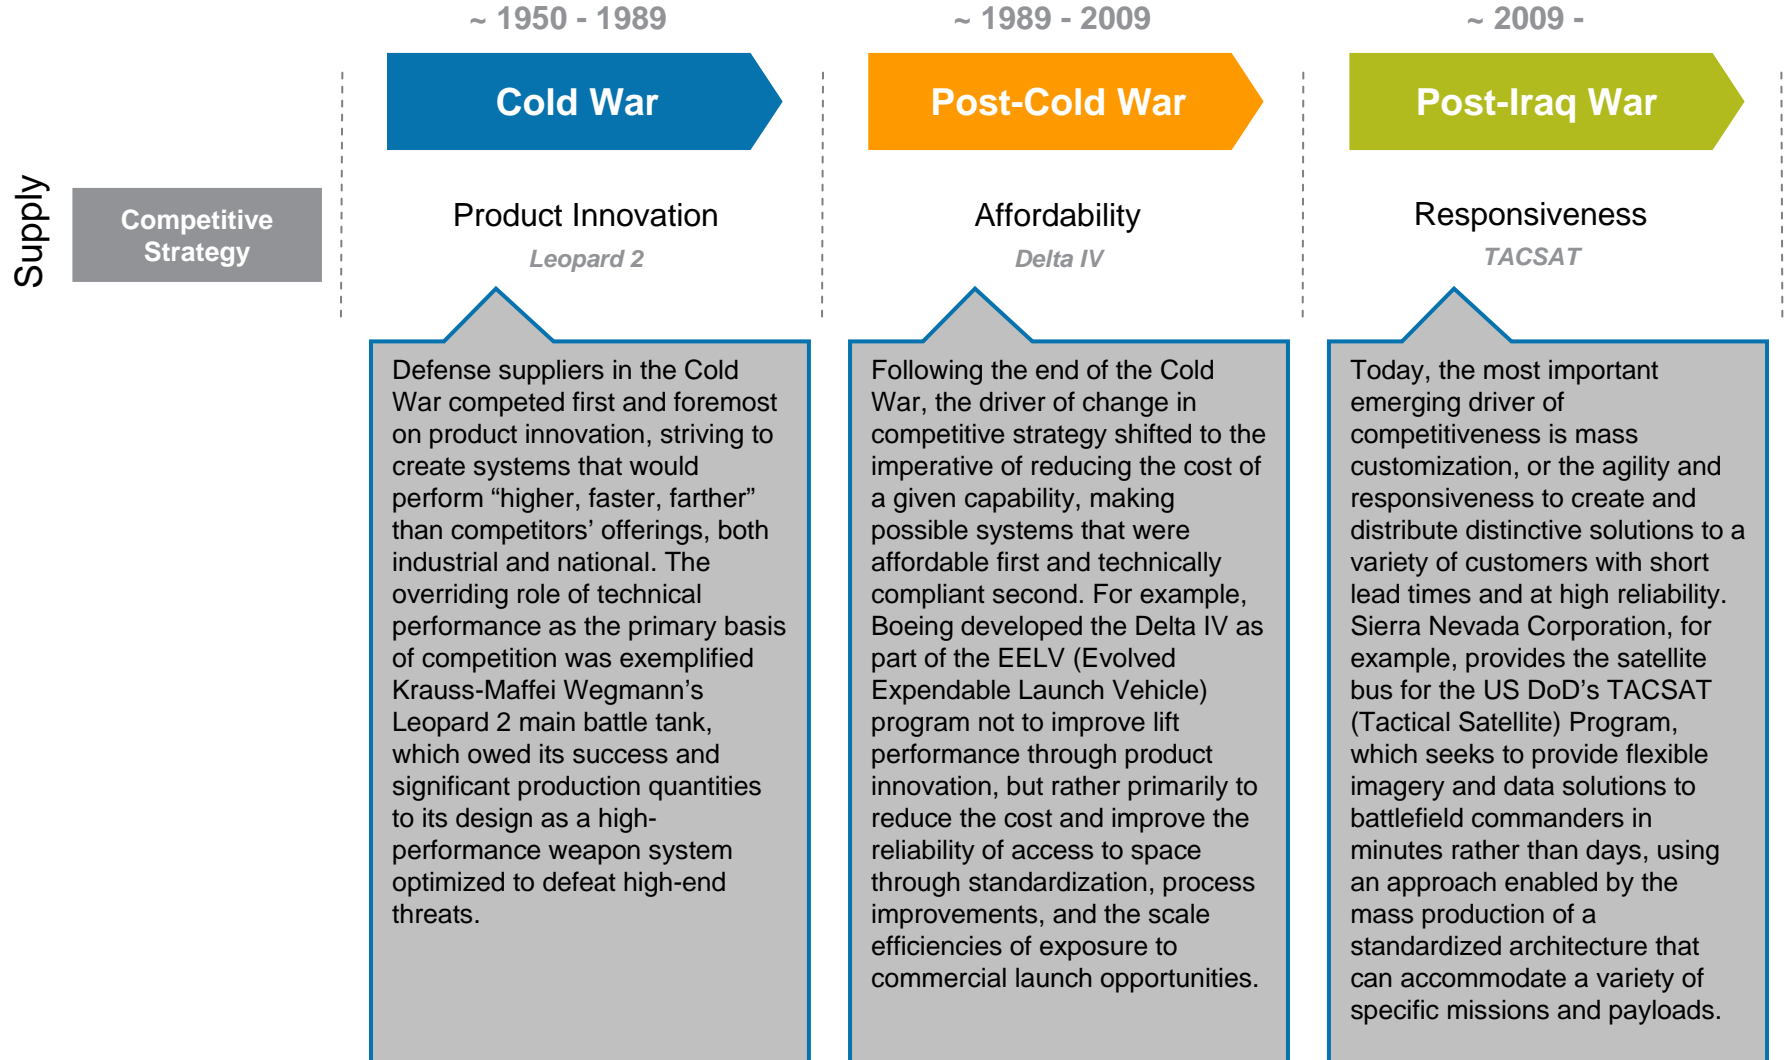 ~ 1950 - 1989
~ 1989 - 2009
~ 2009 -
Cold War
Post-Cold War
Post-Iraq War
Supply
Competitive
Strategy
Product Innovation
Leopard 2
Affordability
Delta IV
Responsiveness
TACSAT
Defense suppliers in the Cold
War competed first and foremost
on product innovation, striving to
create systems that would
perform “higher, faster, farther”
than competitors’ offerings, both
industrial and national. The
overriding role of technical
performance as the primary basis
of competition was exemplified
Krauss-Maffei Wegmann’s
Leopard 2 main battle tank,
which owed its success and
significant production quantities
to its design as a high-
performance weapon system
optimized to defeat high-end
threats.
Following the end of the Cold
War, the driver of change in
competitive strategy shifted to the
imperative of reducing the cost of
a given capability, making
possible systems that were
affordable first and technically
compliant second. For example,
Boeing developed the Delta IV as
part of the EELV (Evolved
Expendable Launch Vehicle)
program not to improve lift
performance through product
innovation, but rather primarily to
reduce the cost and improve the
reliability of access to space
through standardization, process
improvements, and the scale
efficiencies of exposure to
commercial launch opportunities.
Today, the most important
emerging driver of
competitiveness is mass
customization, or the agility and
responsiveness to create and
distribute distinctive solutions to a
variety of customers with short
lead times and at high reliability.
Sierra Nevada Corporation, for
example, provides the satellite
bus for the US DoD’s TACSAT
(Tactical Satellite) Program,
which seeks to provide flexible
imagery and data solutions to
battlefield commanders in
minutes rather than days, using
an approach enabled by the
mass production of a
standardized architecture that
can accommodate a variety of
specific missions and payloads.